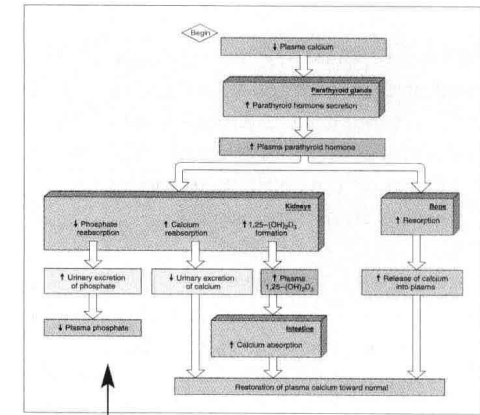 Begin
↓ Plasma calcium
Parathyroid glands
↑ Parathyroid hormone secretion
↑ Plasma parathyroid hormone
Kidneys
↓ Phosphate
reabsorption
↑ Calcium
reabsorption
↑ 1,25–(OH)₂D₃
formation
Bone
↑ Resorption
↑ Urinary excretion
of phosphate
↓ Urinary excretion
of calcium
↑ Plasma
1,25–(OH)₂D₃
↑ Release of calcium
into plasma
↓ Plasma phosphate
Intestine
↑ Calcium absorption
Restoration of plasma calcium toward normal